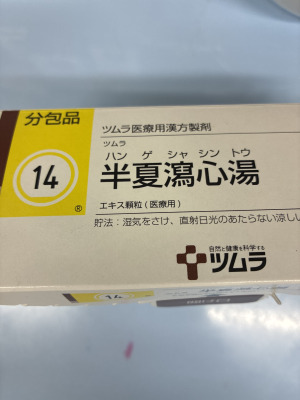 分包品
ツムラ医療用漢方製剤
ツムラ
ハン ゲ シャ シン トウ
14
半夏瀉心湯
®
エキス顆粒(医療用)
貯法:湿気をさけ、直射日光のあたらない涼し
自然と健康を科学する
ツムラ
14